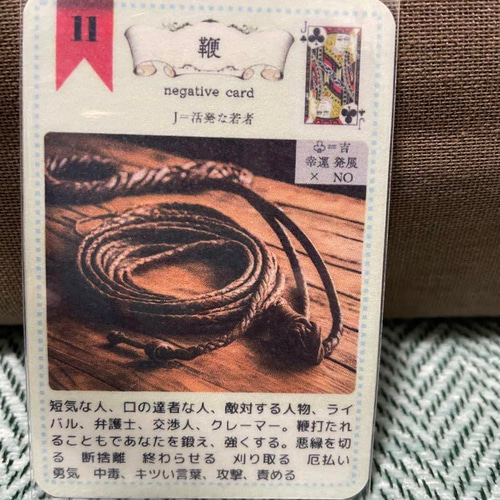 11
鞭
negative card
J=活発な若者
J
♣=吉
幸運 発展
× NO
短気な人、口の達者な人、敵対する人物、ライ
バル、弁護士、交渉人、クレーマー。鞭打たれ
ることもであなたを鍛え、強くする。悪縁を切
る 断捨離 終わらせる 刈り取る 厄払い
勇気 中毒、キツい言葉、攻撃、責める